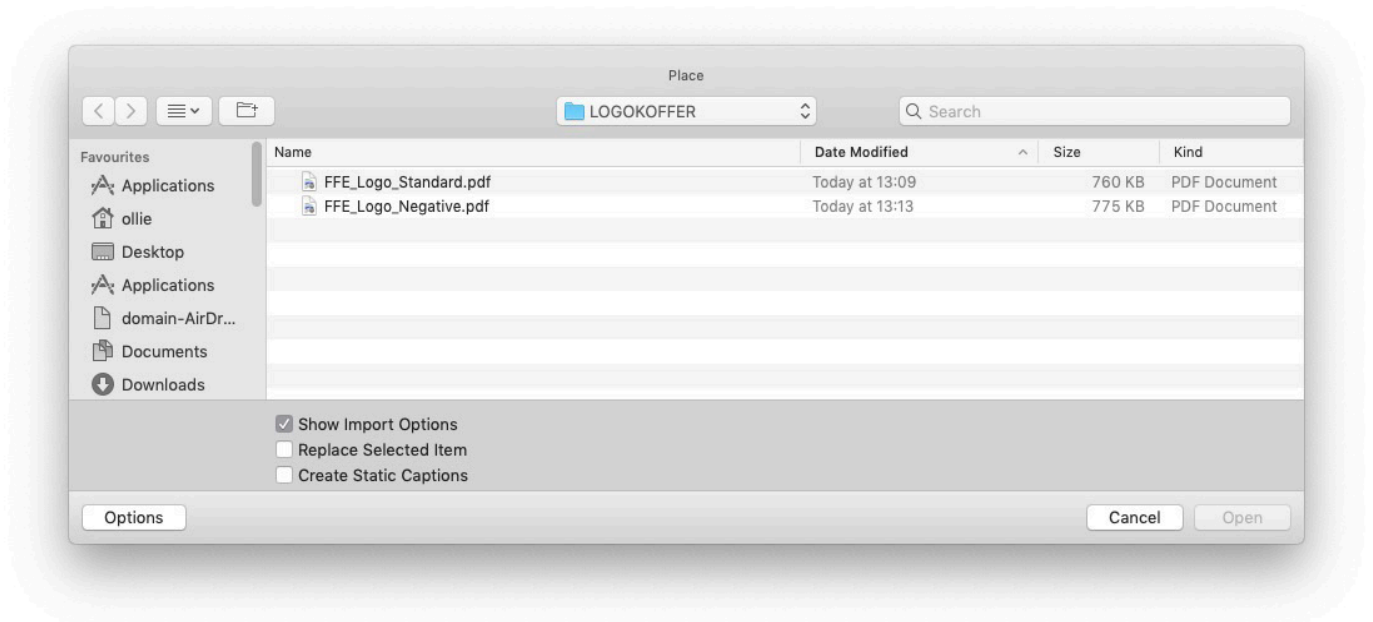 Place
LOGOKOFFER
Search
Favourites
Applications
ollie
Desktop
Applications
domain-AirDr...
Documents
Downloads
Name Date Modified Size Kind
FFE_Logo_Standard.pdf Today at 13:09 760 KB PDF Document
FFE_Logo_Negative.pdf Today at 13:13 775 KB PDF Document
Show Import Options
Replace Selected Item
Create Static Captions
Options Cancel Open